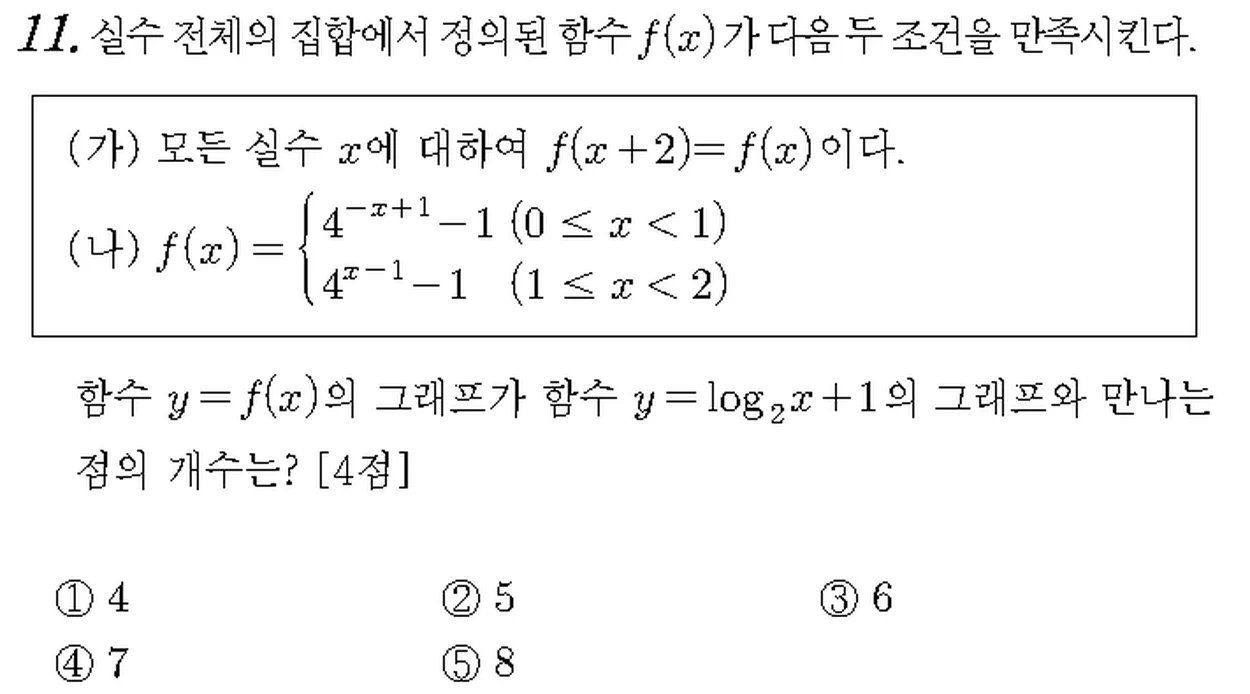 11. 실수 전체의 집합에서 정의된 함수 f(x)가 다음 두 조건을 만족시킨다.
(가) 모든 실수 x에 대하여 f(x+2)=f(x)이다.
(나) f(x) = { 4^{-x+1} - 1 (0 ≤ x < 1)
4^{x-1} - 1 (1 ≤ x < 2)
함수 y=f(x)의 그래프가 함수 y=log₂x+1의 그래프와 만나는
점의 개수는? [4점]
① 4 ② 5 ③ 6
④ 7 ⑤ 8